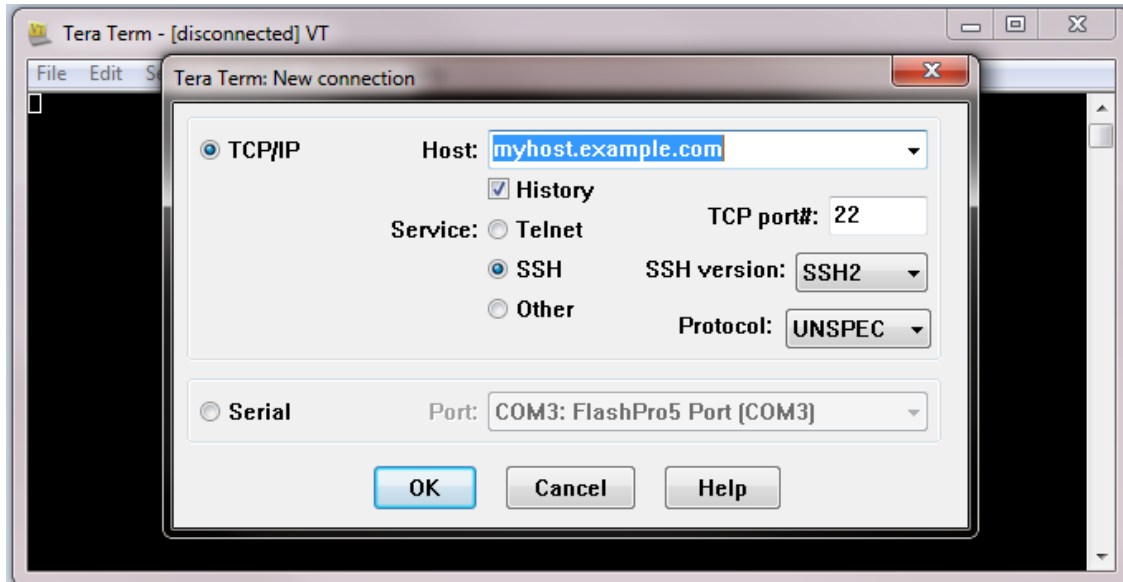 Tera Term - [disconnected] VT
File Edit
Tera Term: New connection
TCP/IP Host: myhost.example.com
History
TCP port#: 22
Service: Telnet
SSH SSH version: SSH2
Other
Protocol: UNSPEC
Serial Port: COM3: FlashPro5 Port (COM3)
OK Cancel Help